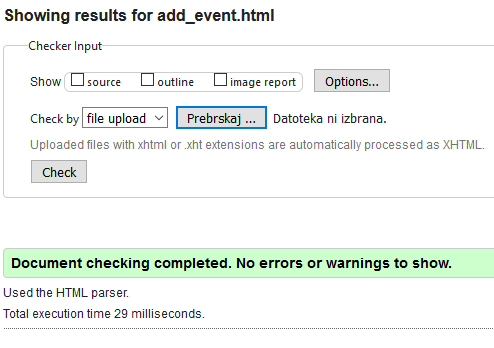 Showing results for add_event.html
Checker Input
Show source outline image report Options...
Check by file upload Prebrskaj ... Datoteka ni izbrana.
Uploaded files with xhtml or .xht extensions are automatically processed as XHTML.
Check
Document checking completed. No errors or warnings to show.
Used the HTML parser.
Total execution time 29 milliseconds.